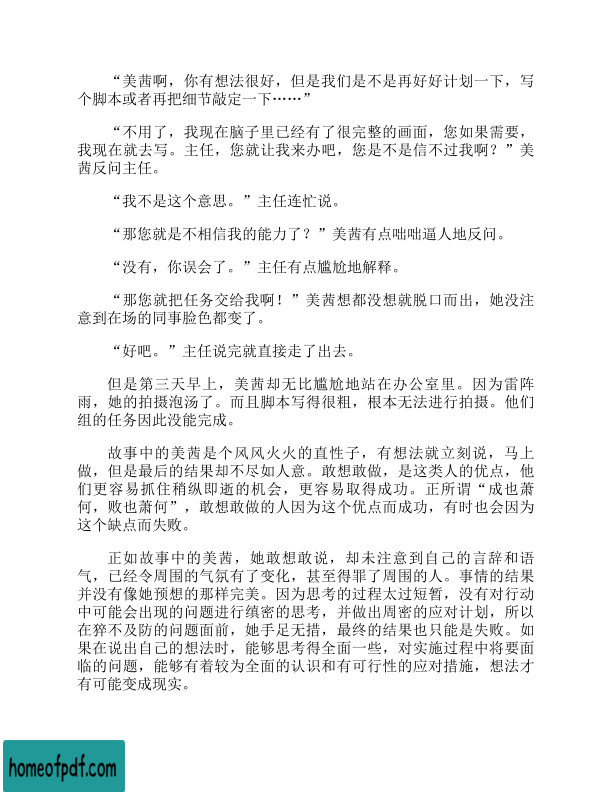 “美茜啊，你有想法很好，但是我们是不是再好好计划一下，写
个脚本或者再把细节敲定一下……”
“不用了，我现在脑子里已经有了很完整的画面，您如果需要，
我现在就去写。主任，您就让我来办吧，您是不是信不过我啊？”美
茜反问主任。
“我不是这个意思。”主任连忙说。
“那您就是不相信我的能力了？”美茜有点咄咄逼人地反问。
“没有，你误会了。”主任有点尴尬地解释。
“那您就把任务交给我啊！”美茜想都没想就脱口而出，她没注
意到在场的同事脸色都变了。
“好吧。”主任说完就直接走了出去。
但是第三天早上，美茜却无比尴尬地站在办公室里。因为雷阵
雨，她的拍摄泡汤了。而且脚本写得很粗，根本无法进行拍摄。他们
组的任务因此没能完成。
故事中的美茜是个风风火火的直性子，有想法就立刻说，马上
做，但是最后的结果却不尽如人意。敢想敢做，是这类人的优点，他
们更容易抓住稍纵即逝的机会，更容易取得成功。正所谓“成也萧
何，败也萧何”，敢想敢做的人因为这个优点而成功，有时也会因为
这个缺点而失败。
正如故事中的美茜，她敢想敢说，却未注意到自己的言辞和语
气，已经令周围的气氛有了变化，甚至得罪了周围的人。事情的结果
并没有像她预想的那样完美。因为思考的过程太过短暂，没有对行动
中可能会出现的问题进行缜密的思考，并做出周密的应对计划，所以
在猝不及防的问题面前，她手足无措，最终的结果也只能是失败。如
果在说出自己的想法时，能够思考得全面一些，对实施过程中将要面
临的问题，能够有着较为全面的认识和有可行性的应对措施，想法才
有可能变成现实。
homeofpdf.com